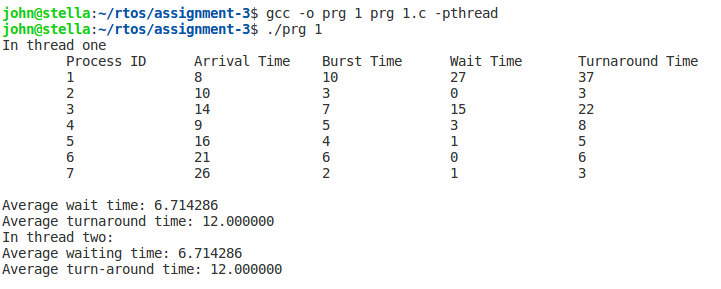 john@stella:~/rtos/assignment-3$ gcc -o prg 1 prg 1.c -pthread
john@stella:~/rtos/assignment-3$ ./prg 1
In thread one
Process ID Arrival Time Burst Time Wait Time Turnaround Time
1 8 10 27 37
2 10 3 0 3
3 14 7 15 22
4 9 5 3 8
5 16 4 1 5
6 21 6 0 6
7 26 2 1 3
Average wait time: 6.714286
Average turnaround time: 12.000000
In thread two:
Average waiting time: 6.714286
Average turn-around time: 12.000000